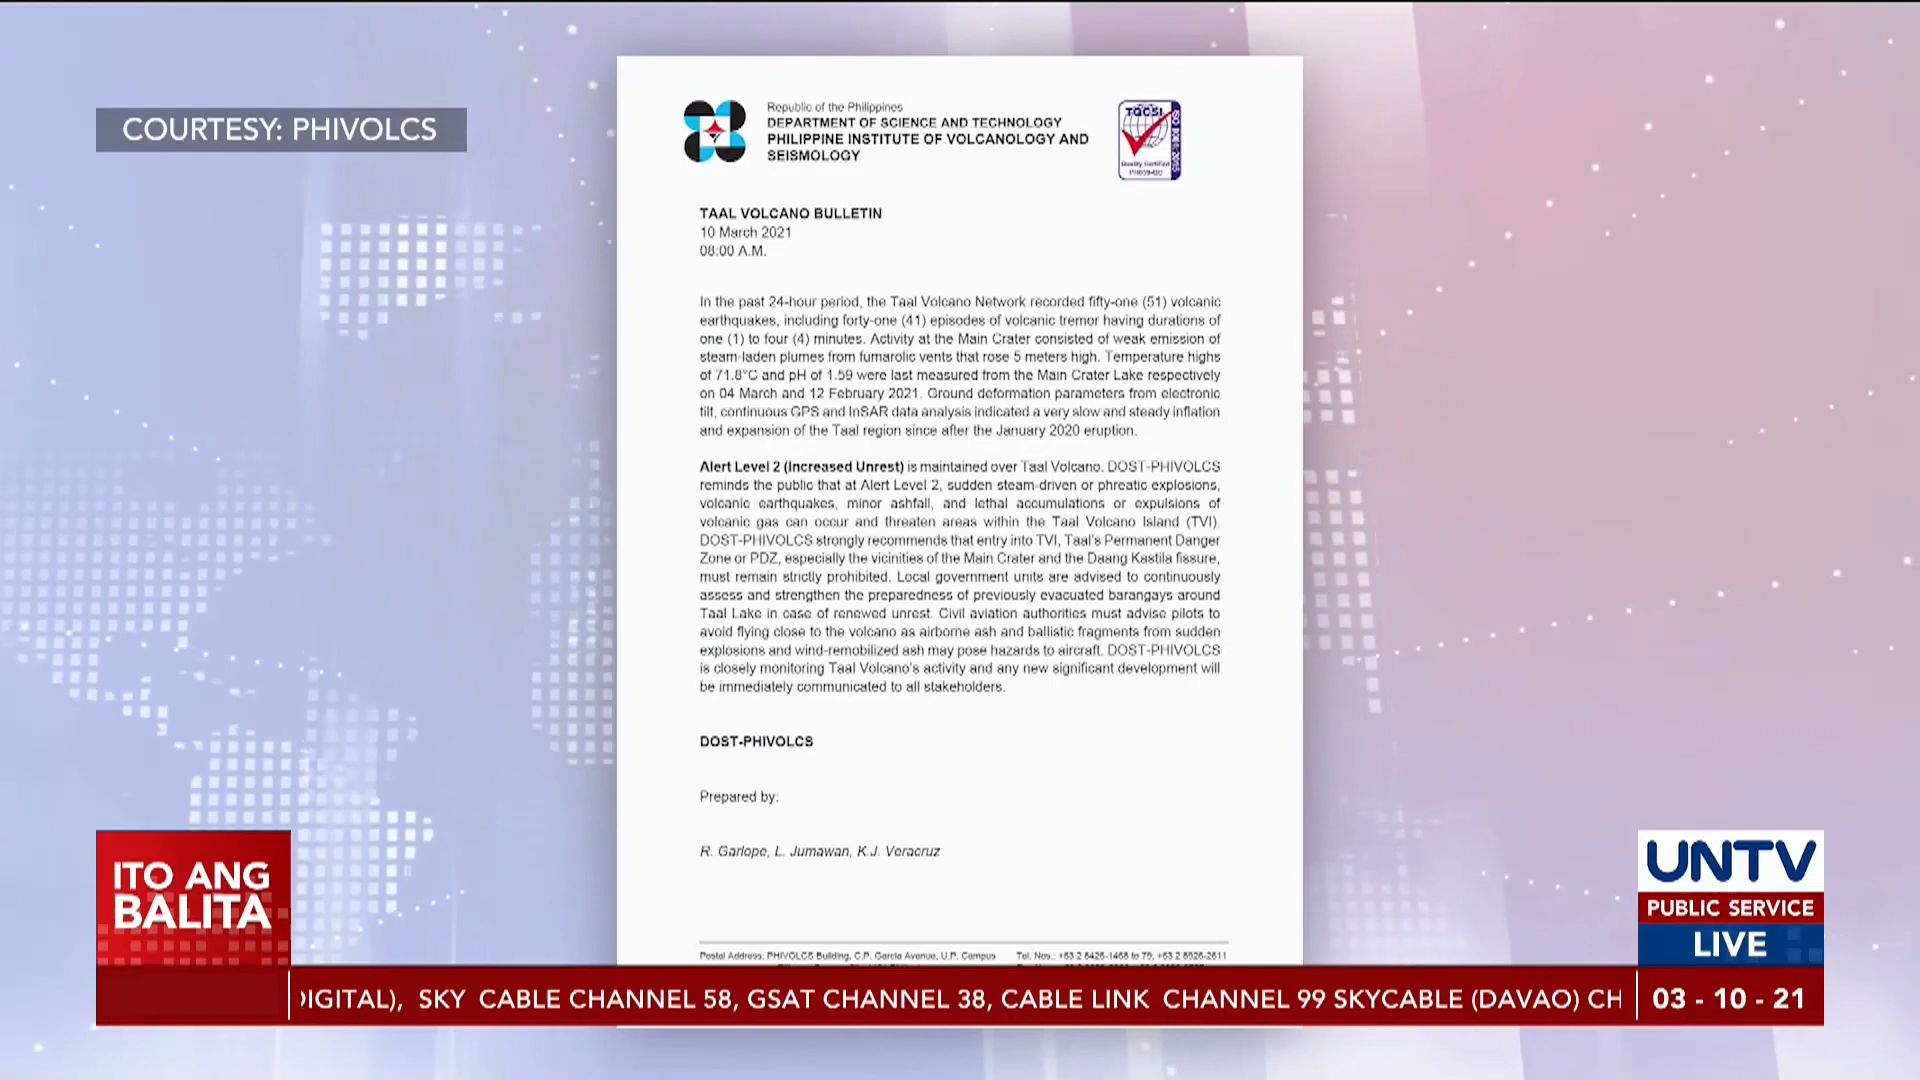 COURTESY: PHIVOLCS
Republic of the Philippines
DEPARTMENT OF SCIENCE AND TECHNOLOGY
PHILIPPINE INSTITUTE OF VOLCANOLOGY AND
SEISMOLOGY
TQCSI
Quality Certified
TAAL VOLCANO BULLETIN
10 March 2021
08:00 A.M.
In the past 24-hour period, the Taal Volcano Network recorded fifty-one (51) volcanic
earthquakes, including forty-one (41) episodes of volcanic tremor having durations of
one (1) to four (4) minutes. Activity at the Main Crater consisted of weak emission of
steam-laden plumes from fumarolic vents that rose 5 meters high. Temperature highs
of 71.8°C and pH of 1.59 were last measured from the Main Crater Lake respectively
on 04 March and 12 February 2021. Ground deformation parameters from electronic
tilt, continuous GPS and InSAR data analysis indicated a very slow and steady inflation
and expansion of the Taal region since after the January 2020 eruption.
Alert Level 2 (Increased Unrest) is maintained over Taal Volcano. DOST-PHIVOLCS
reminds the public that at Alert Level 2, sudden steam-driven or phreatic explosions,
volcanic earthquakes, minor ashfall, and lethal accumulations or expulsions of
volcanic gas can occur and threaten areas within the Taal Volcano Island (TVI).
DOST-PHIVOLCS strongly recommends that entry into TVI, Taal's Permanent Danger
Zone or PDZ, especially the vicinities of the Main Crater and the Daang Kastila fissure,
must remain strictly prohibited. Local government units are advised to continuously
assess and strengthen the preparedness of previously evacuated barangays around
Taal Lake in case of renewed unrest. Civil aviation authorities must advise pilots to
avoid flying close to the volcano as airborne ash and ballistic fragments from sudden
explosions and wind-remobilized ash may pose hazards to aircraft. DOST-PHIVOLCS
is closely monitoring Taal Volcano's activity and any new significant development will
be immediately communicated to all stakeholders.
DOST-PHIVOLCS
Prepared by:
R. Garlope, L. Jumawan, K.J. Veracruz
Postal Address: PHIVOLCS Building, C.P. Garcia Avenue, U.P. Campus
Tel. Nos.: +63 2 8426-1468 to 79; +63 2 8926-2611
ITO ANG
BALITA
UNTV
PUBLIC SERVICE
LIVE
IGITAL), SKY CABLE CHANNEL 58, GSAT CHANNEL 38, CABLE LINK CHANNEL 99 SKYCABLE (DAVAO) CH
03 - 10 - 21